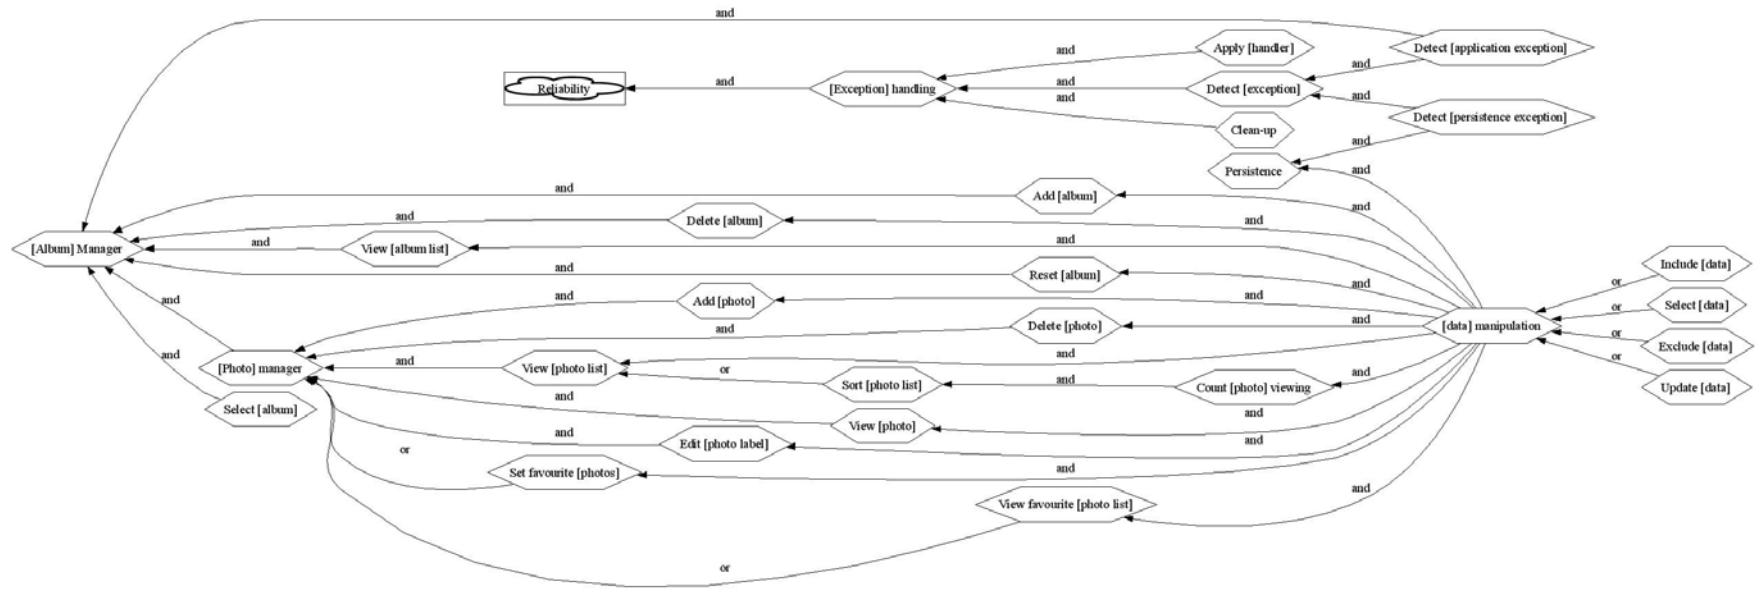 and
Apply [handler]
Detect [application exception]
and
and
Reliability
and
[Exception] handling
and
Detect [exception]
and
and
Detect [persistence exception]
Clean-up
and
Persistence
and
and
Add [album]
and
and
Delete [album]
and
[Album] Manager
and
View [album list]
and
and
Reset [album]
and
Include [data]
or
and
Add [photo]
and
and
or
Select [data]
and
Delete [photo]
and
[data] manipulation
or
Exclude [data]
and
[Photo] manager
and
View [photo list]
or
Sort [photo list]
and
Count [photo] viewing
and
or
Update [data]
and
Select [album]
and
View [photo]
and
and
Edit [photo label]
and
or
Set favourite [photos]
and
and
View favourite [photo list]
or